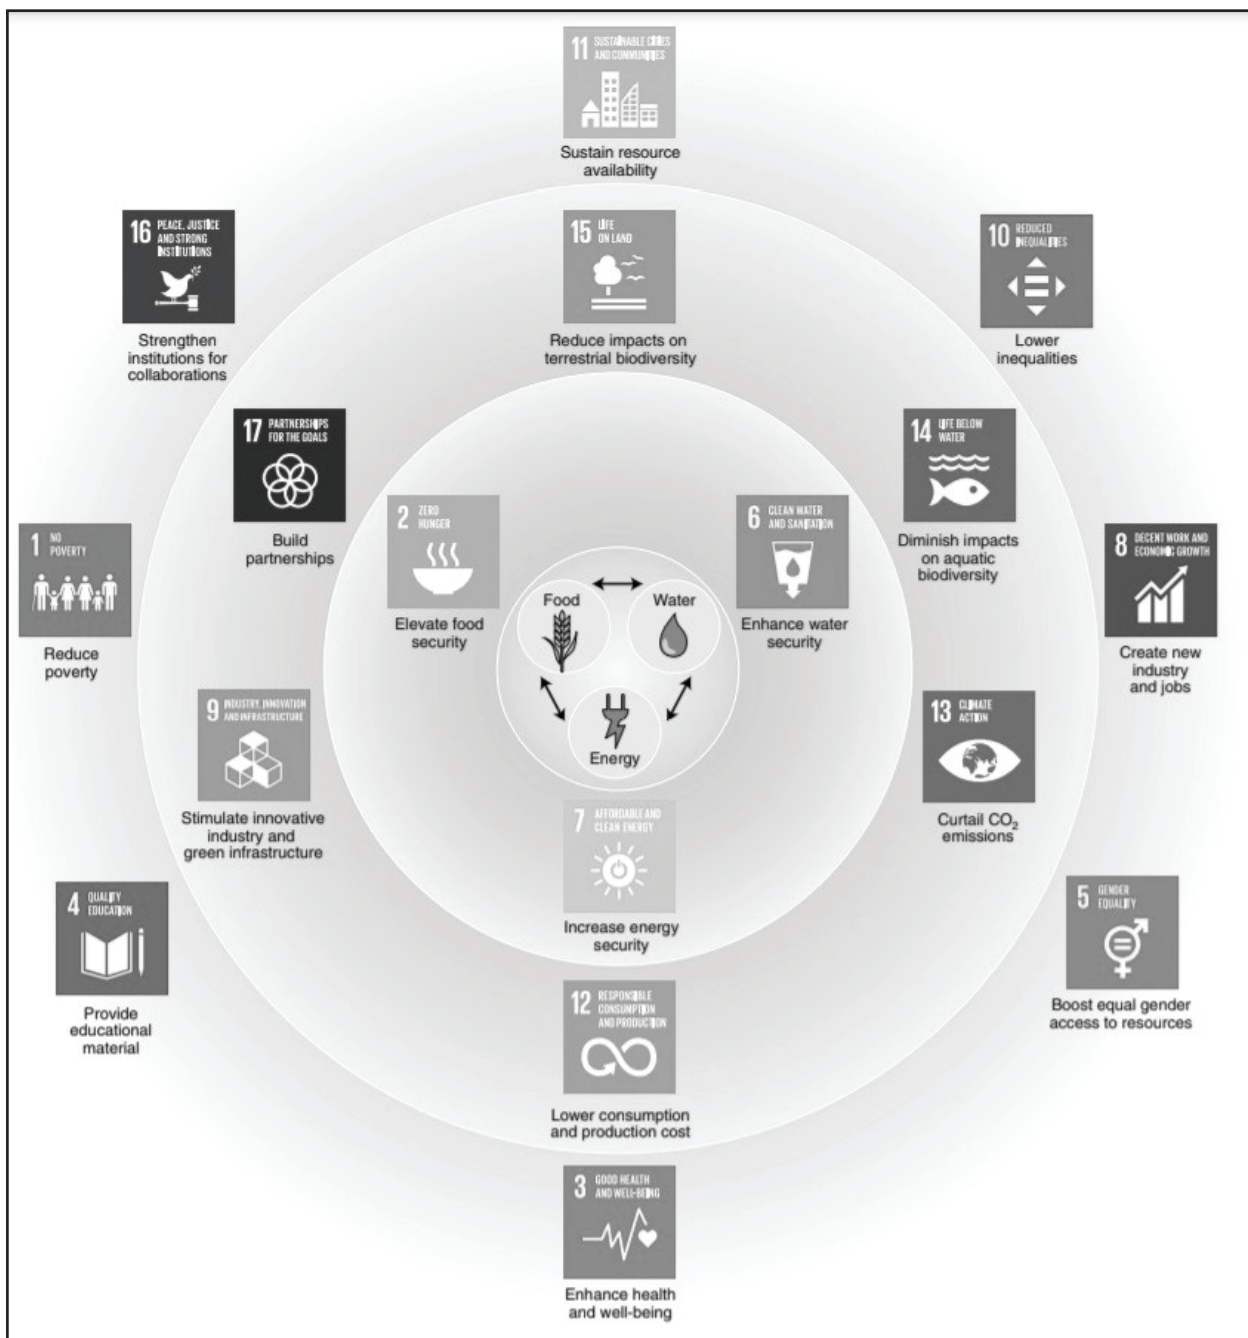 11 SUSTAINABLE CITIES
AND COMMUNITIES
Sustain resource
availability
16 PEACE, JUSTICE
AND STRONG
INSTITUTIONS
Strengthen
institutions for
collaborations
15 LIFE
ON LAND
Reduce impacts on
terrestrial biodiversity
10 REDUCED
INEQUALITIES
Lower
inequalities
17 PARTNERSHIPS
FOR THE GOALS
Build
partnerships
14 LIFE BELOW
WATER
Diminish impacts
on aquatic
biodiversity
1 NO
POVERTY
Reduce
poverty
2 ZERO
HUNGER
Elevate food
security
6 CLEAN WATER
AND SANITATION
Enhance water
security
8 DECENT WORK AND
ECONOMIC GROWTH
Create new
industry
and jobs
Food
Water
Energy
9 INDUSTRY, INNOVATION
AND INFRASTRUCTURE
Stimulate innovative
industry and
green infrastructure
13 CLIMATE
ACTION
Curtail CO₂
emissions
7 AFFORDABLE AND
CLEAN ENERGY
Increase energy
security
4 QUALITY
EDUCATION
Provide
educational
material
5 GENDER
EQUALITY
Boost equal gender
access to resources
12 RESPONSIBLE
CONSUMPTION
AND PRODUCTION
Lower consumption
and production cost
3 GOOD HEALTH
AND WELL-BEING
Enhance health
and well-being